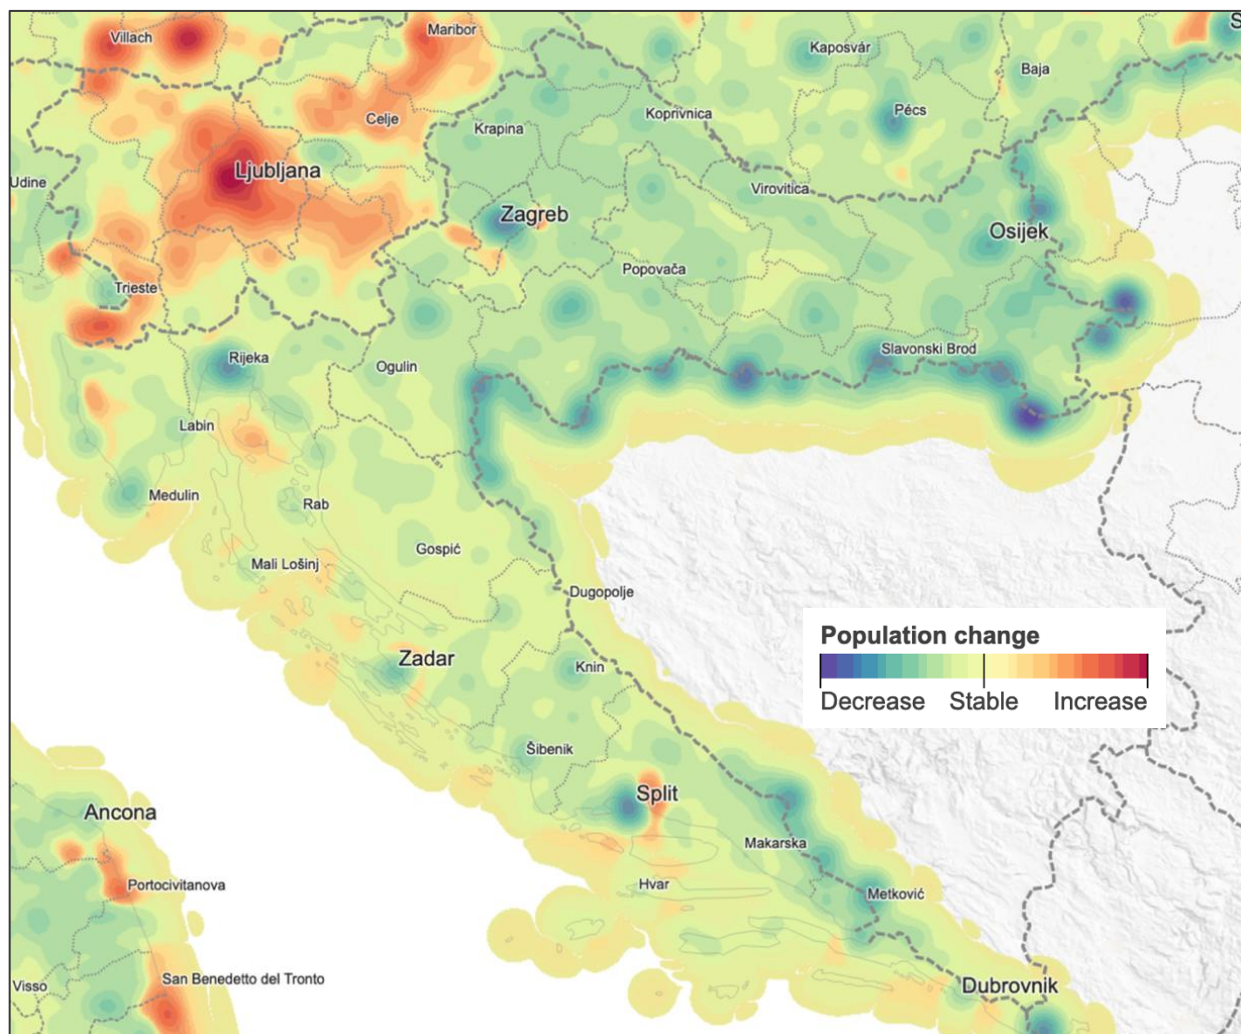 Villach
Maribor
S
Kaposvár
Baja
Celje
Krapina
Koprivnica
Pécs
Ljubljana
Udine
Virovitica
Zagreb
Osijek
Popovača
Trieste
Rijeka
Ogulin
Slavonski Brod
Labin
Medulin
Rab
Gospić
Mali Lošinj
Dugopolje
Population change
Decrease Stable Increase
Zadar
Knin
Šibenik
Split
Ancona
Makarska
Portocivitanova
Hvar
Metković
San Benedetto del Tronto
Visso
Dubrovnik